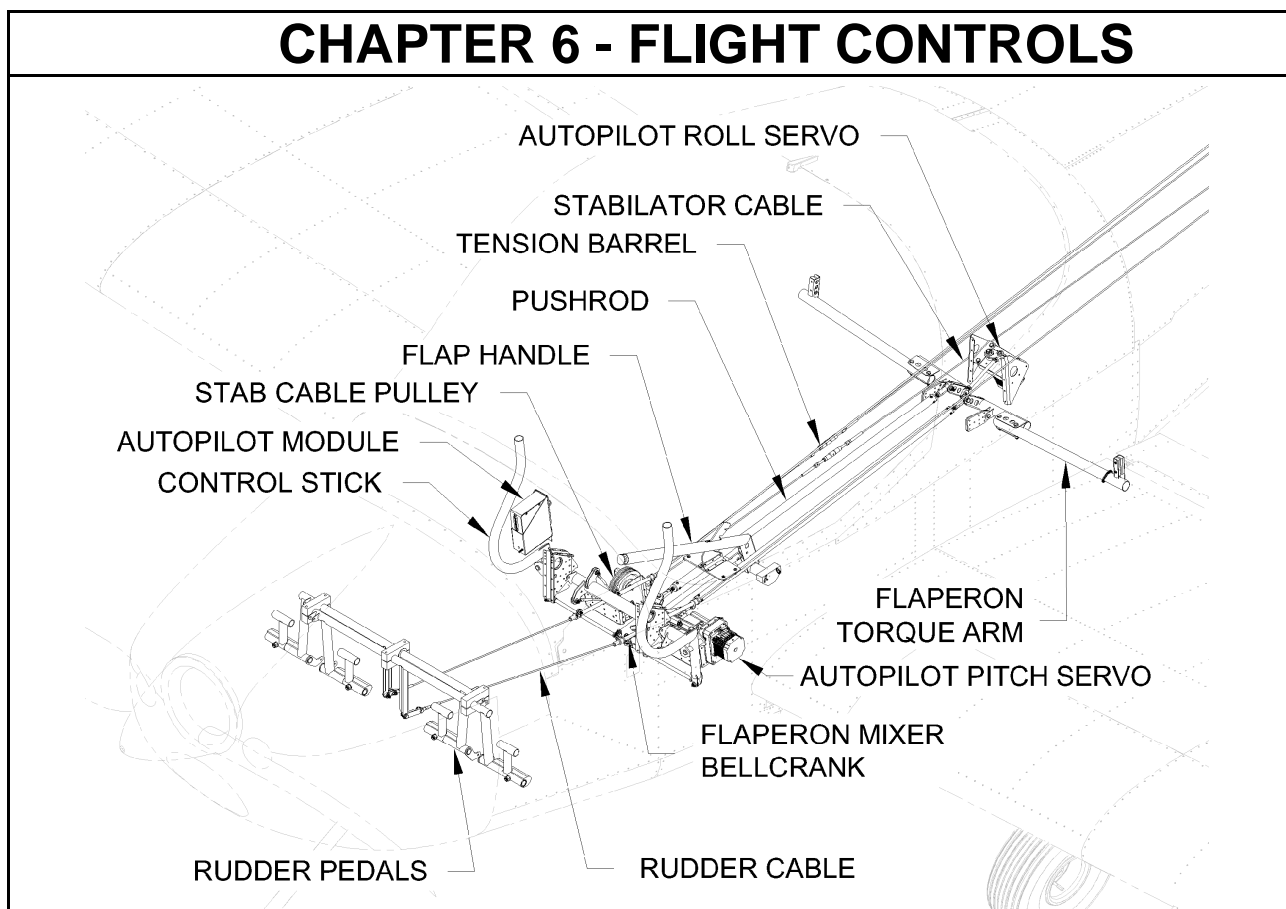 CHAPTER 6 - FLIGHT CONTROLS
AUTOPILOT ROLL SERVO
STABILATOR CABLE
TENSION BARREL
PUSHROD
FLAP HANDLE
STAB CABLE PULLEY
AUTOPILOT MODULE
CONTROL STICK
FLAPERON
TORQUE ARM
AUTOPILOT PITCH SERVO
FLAPERON MIXER
BELLCRANK
RUDDER PEDALS
RUDDER CABLE